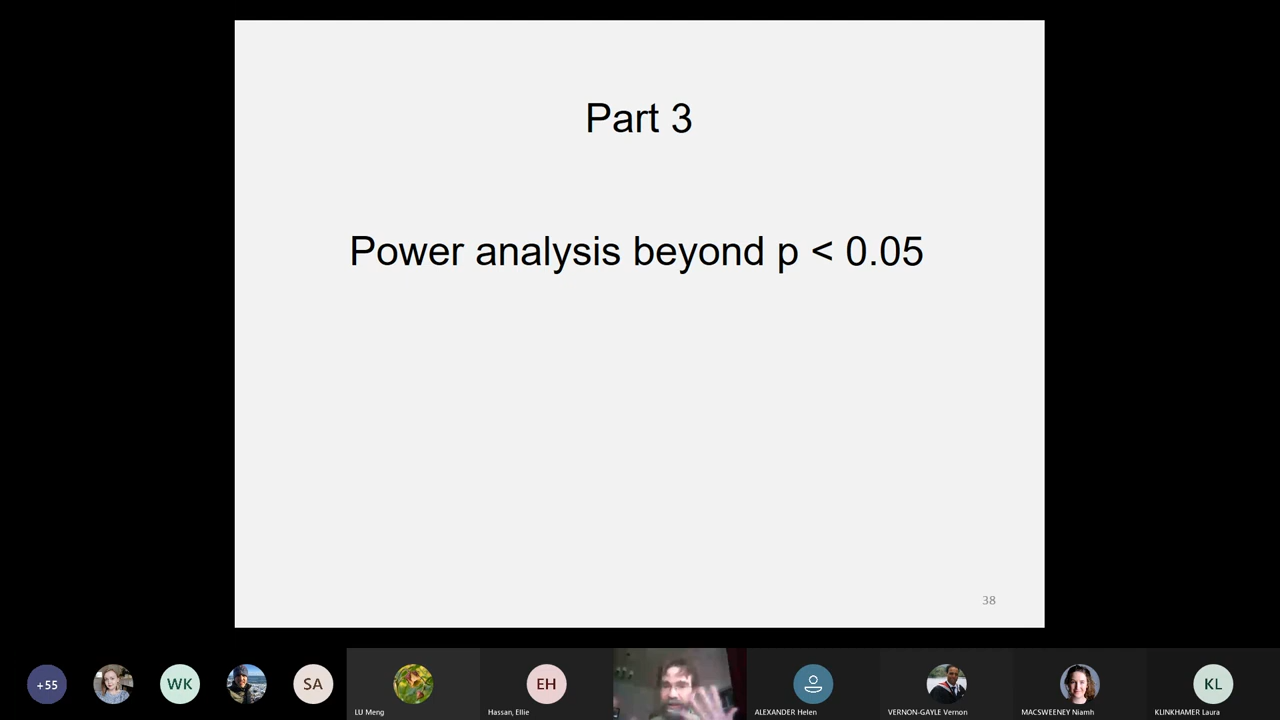 Part 3
Power analysis beyond p < 0.05
38
+55
WK
SA
LU Meng
EH
Hassan, Ellie
ALEXANDER Helen
VERNON-GAYLE Vernon
MACSWEENEY Niamh
KL
KLINKHAMER Laura